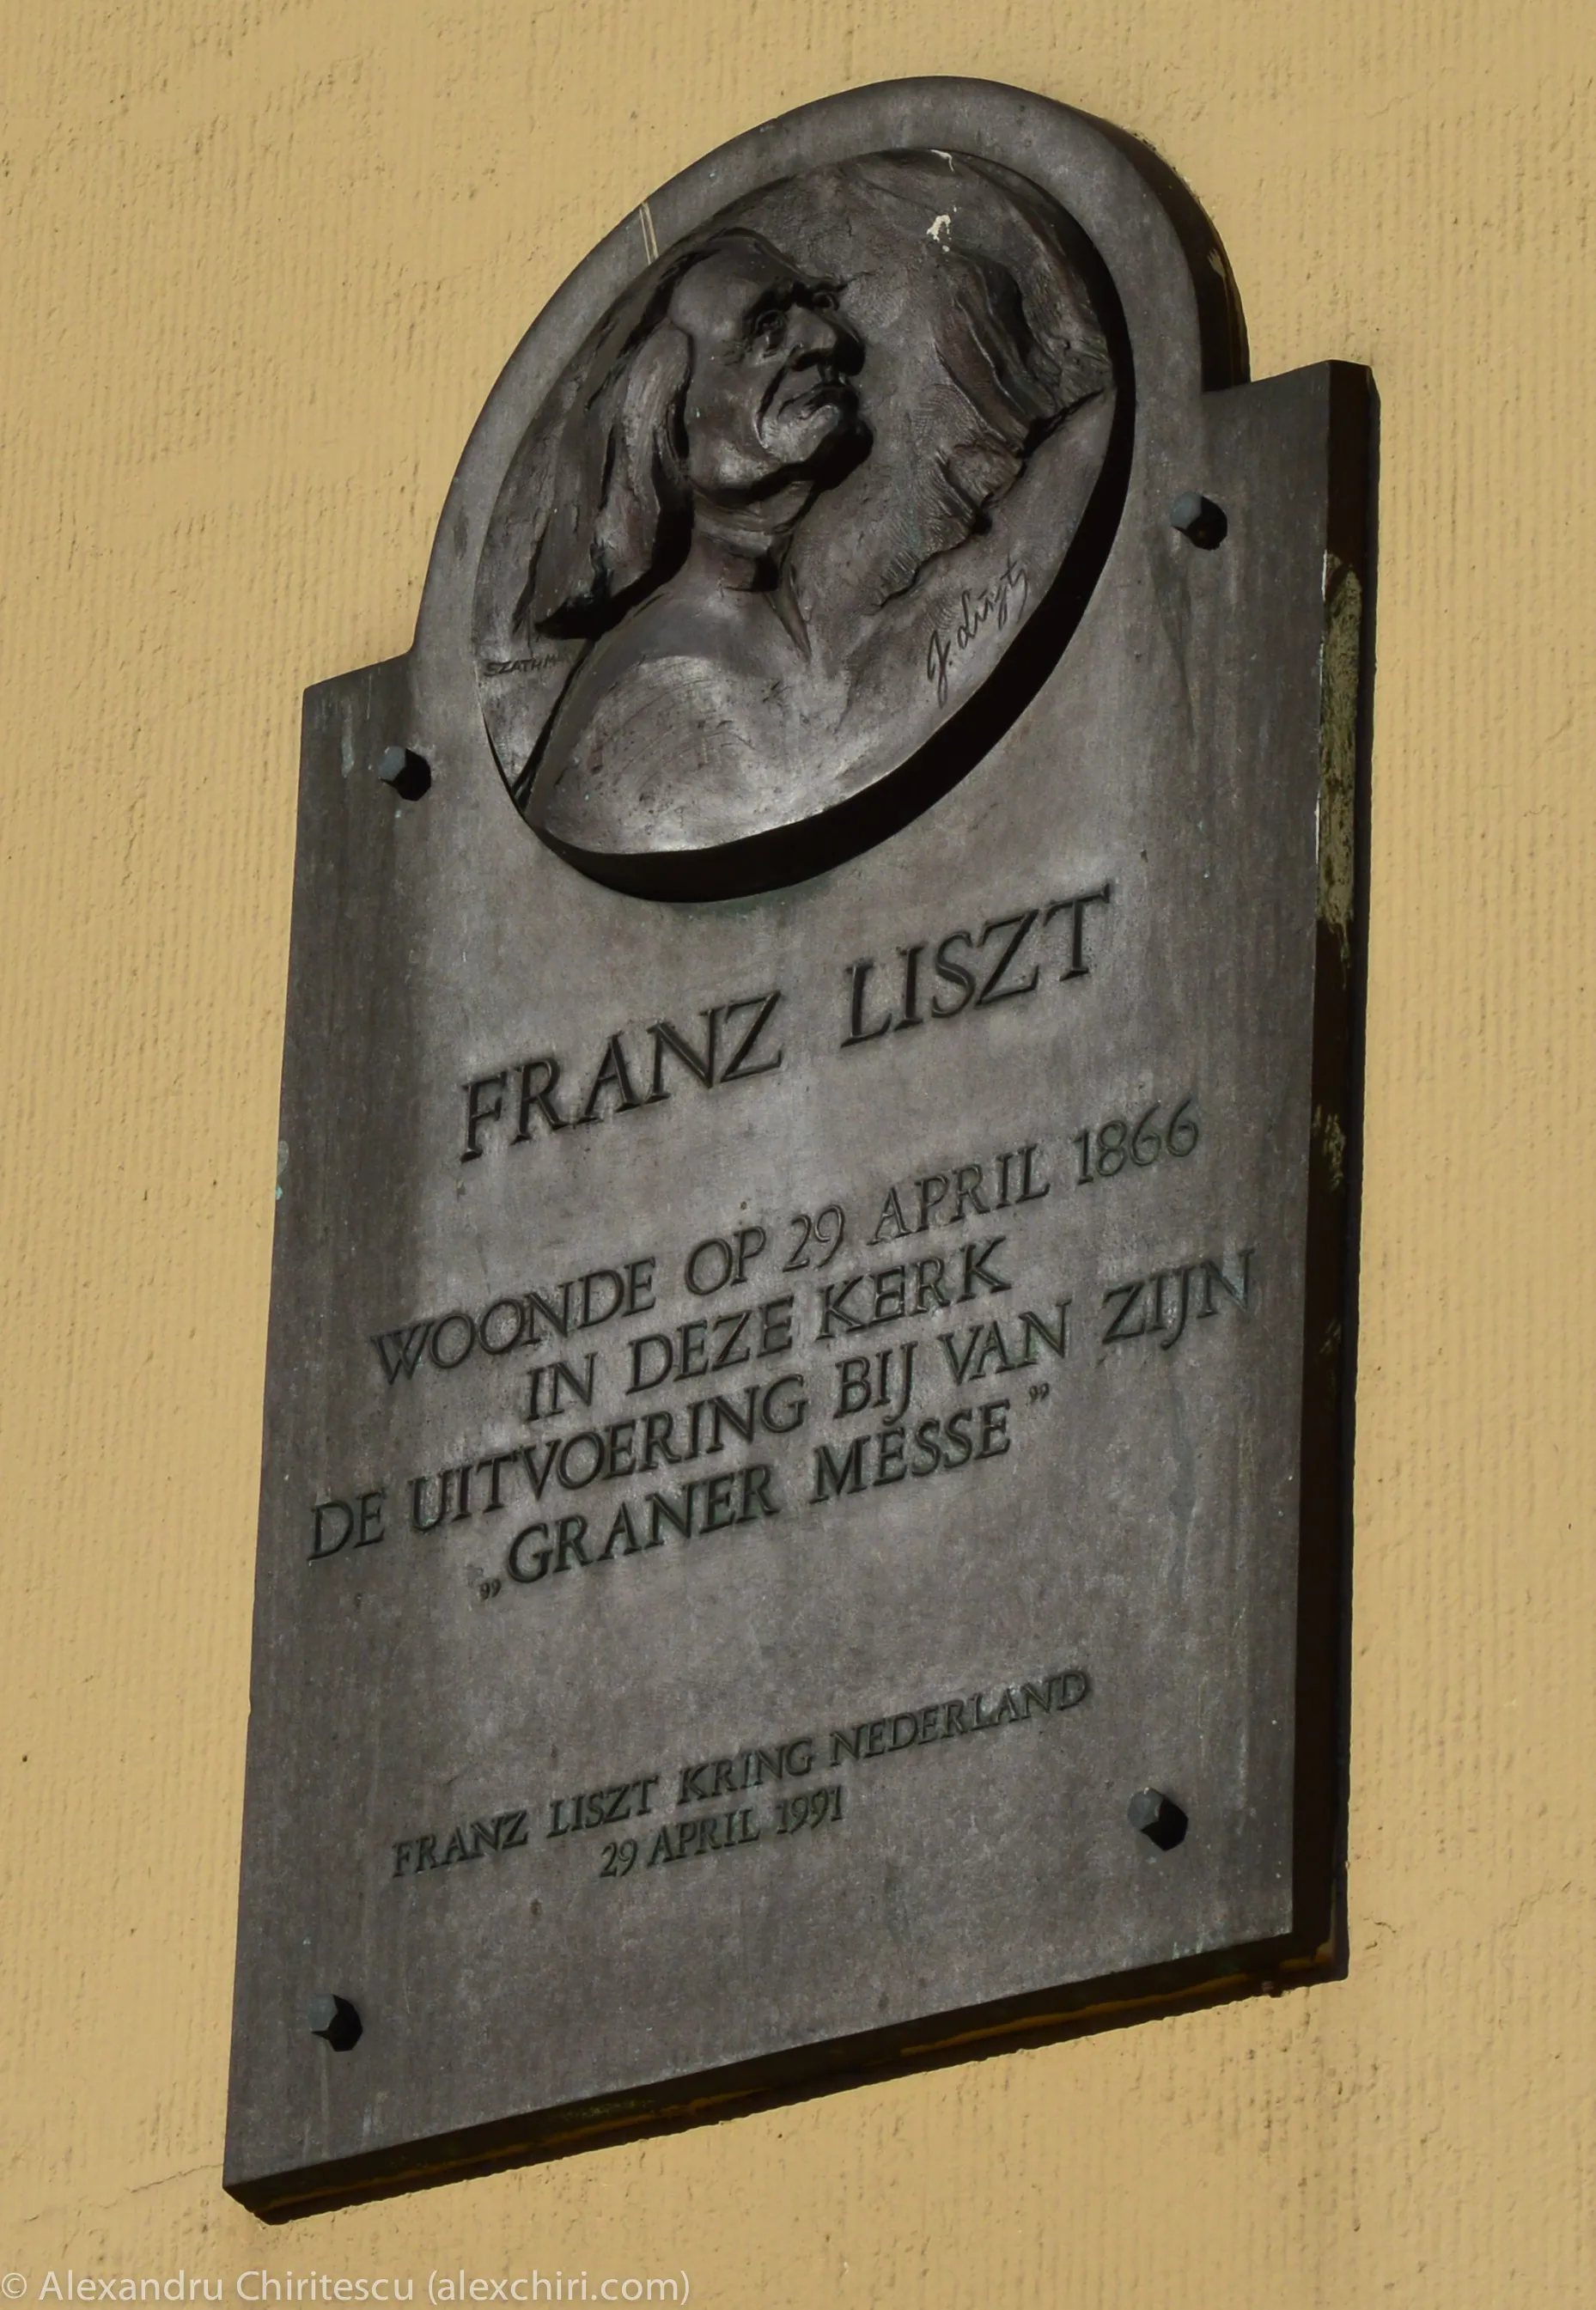 F. Liszt
FRANZ LISZT
WOONDE OP 29 APRIL 1866
IN DEZE KERK
DE UITVOERING BIJ VAN ZIJN
„GRANER MESSE”
FRANZ LISZT KRING NEDERLAND
29 APRIL 1991
© Alexandru Chiritescu (alexchiri.com)